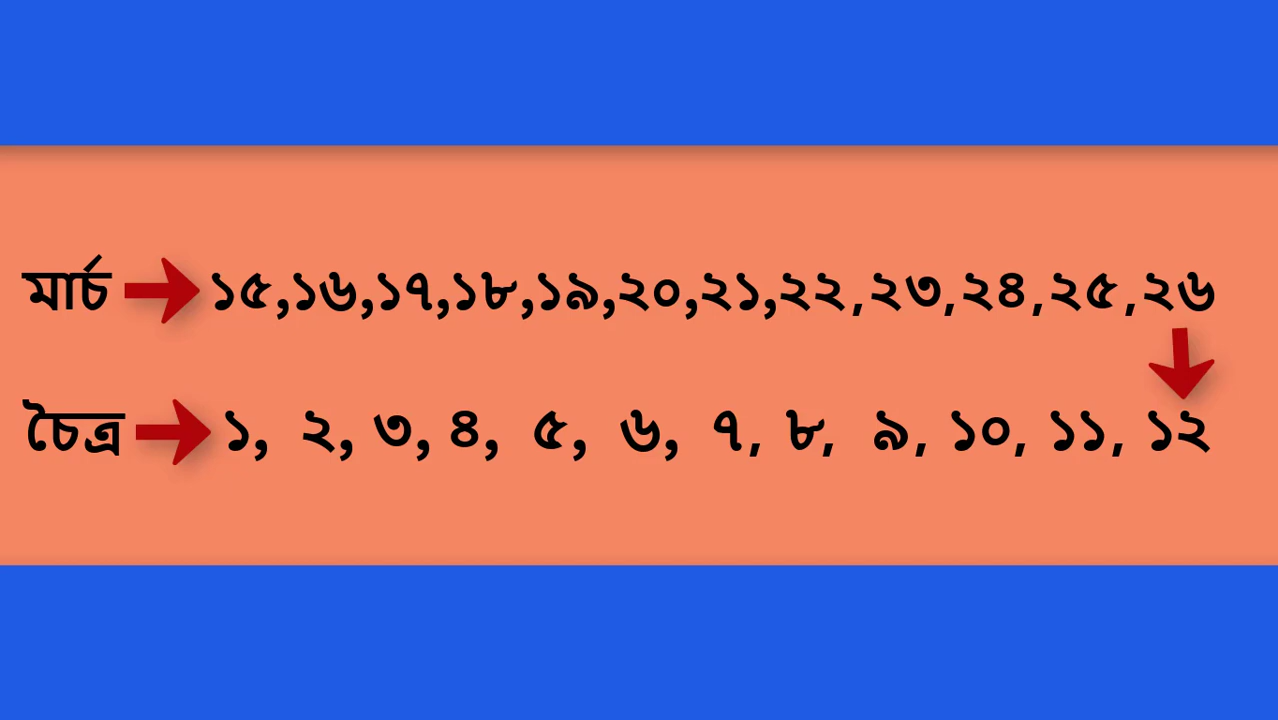 মার্চ ১৫,১৬,১৭,১৮,১৯,২০,২১,২২,২৩,২৪,২৫,২৬
চৈত্র ১, ২, ৩, ৪, ৫, ৬, ৭, ৮, ৯, ১০, ১১, ১২